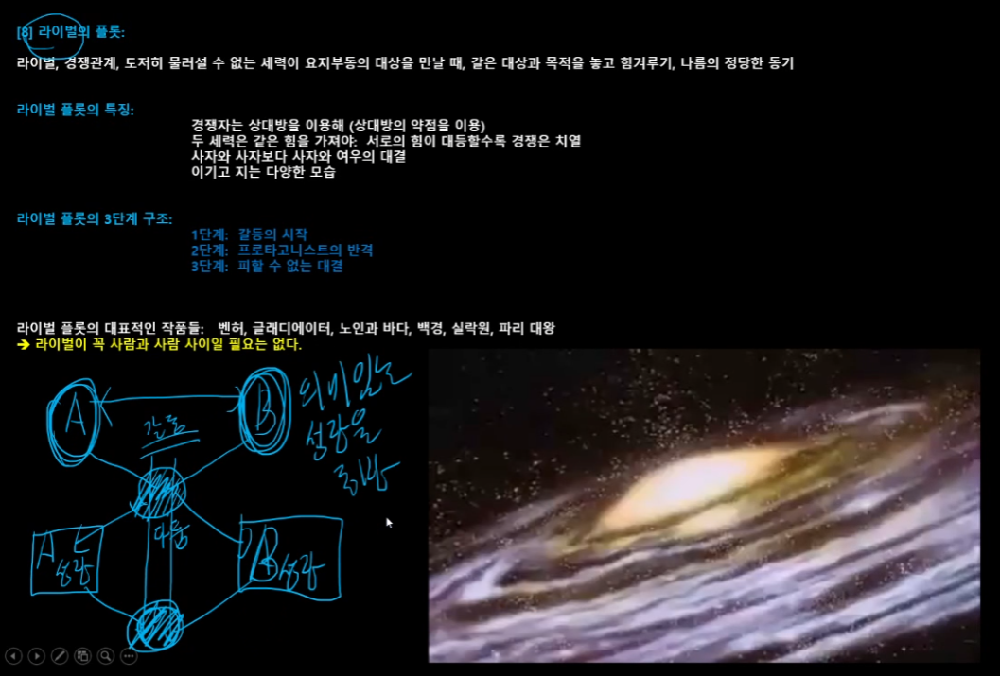 [8] 라이벌의 플롯:
라이벌, 경쟁관계, 도저히 물러설 수 없는 세력이 요지부동의 대상을 만날 때, 같은 대상과 목적을 놓고 힘겨루기, 나름의 정당한 동기
라이벌 플롯의 특징:
경쟁자는 상대방을 이용해 (상대방의 약점을 이용)
두 세력은 같은 힘을 가져야: 서로의 힘이 대등할수록 경쟁은 치열
사자와 사자보다 사자와 여우의 대결
이기고 지는 다양한 모습
라이벌 플롯의 3단계 구조:
1단계: 갈등의 시작
2단계: 프로타고니스트의 반격
3단계: 피할 수 없는 대결
라이벌 플롯의 대표적인 작품들: 벤허, 글래디에이터, 노인과 바다, 백경, 실락원, 파리 대왕
➔ 라이벌이 꼭 사람과 사람 사이일 필요는 없다.
A B
갈등
의미있는
성장을
A 성장
B 성장